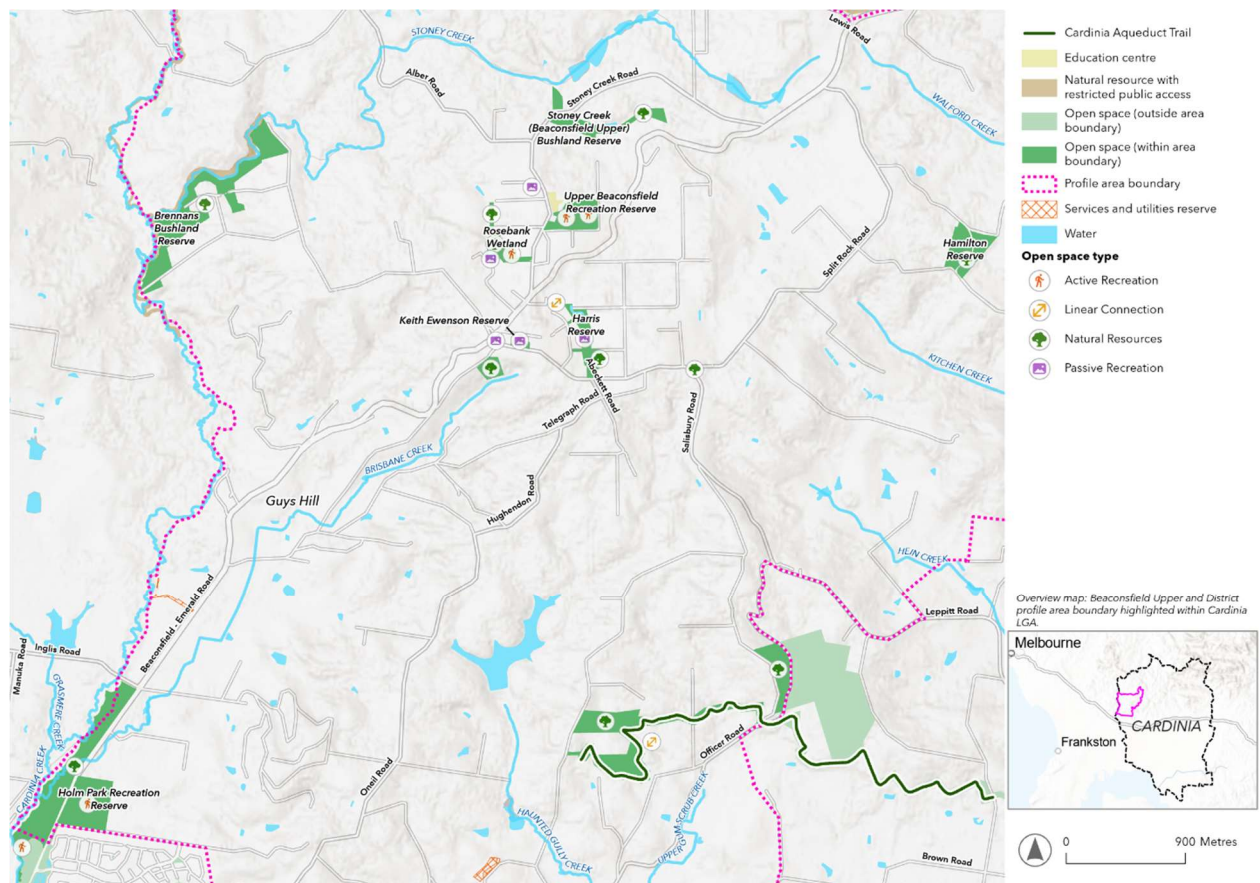 STONEY CREEK
Lewis Road
Alber Road
Stoney Creek Road
WALFORD CREEK
Stoney Creek
(Beaconsfield Upper)
Bushland Reserve
Upper Beaconsfield
Recreation Reserve
Brennans
Bushland
Reserve
Rosebank
Wetland
Hamilton
Reserve
Split Rock Road
Keith Ewenson Reserve
Harris
Reserve
KITCHEN CREEK
Abeckett Road
Telegraph Road
Salisbury Road
BRISBANE CREEK
Guys Hill
Hughendon Road
HEIN CREEK
Leppitt Road
Beaconsfield - Emerald Road
Inglis Road
Manuka Road
GRASMERE CREEK
CARDINIA CREEK
Officer Road
Oneil Road
Holm Park Recreation
Reserve
HAUNTED GULLY CREEK
UPPER GUM SCRUB CREEK
Brown Road
Cardinia Aqueduct Trail
Education centre
Natural resource with
restricted public access
Open space (outside area
boundary)
Open space (within area
boundary)
Profile area boundary
Services and utilities reserve
Water
Open space type
Active Recreation
Linear Connection
Natural Resources
Passive Recreation
Overview map: Beaconsfield Upper and District
profile area boundary highlighted within Cardinia
LGA.
Melbourne
CARDINIA
Frankston
0 900 Metres